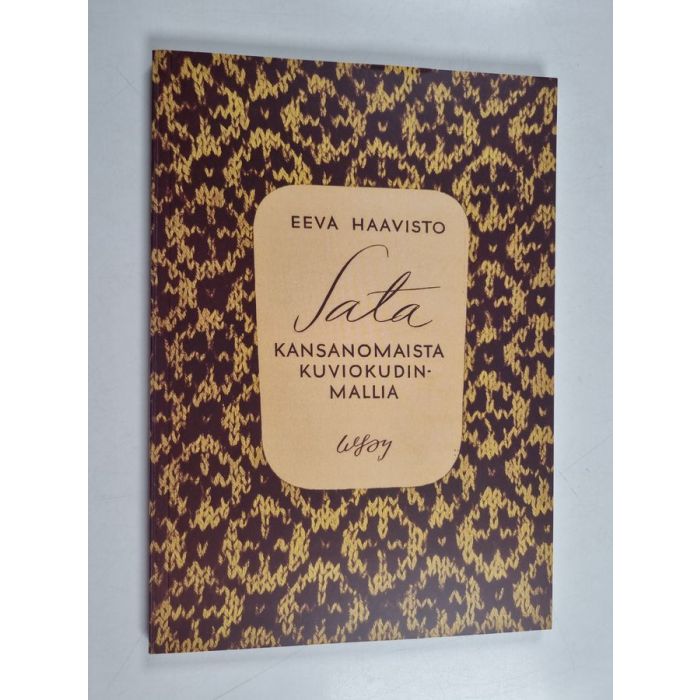 EEVA HAAVISTO
Sata
KANSANOMAISTA
KUVIOKUDIN-
MALLIA
WSOY